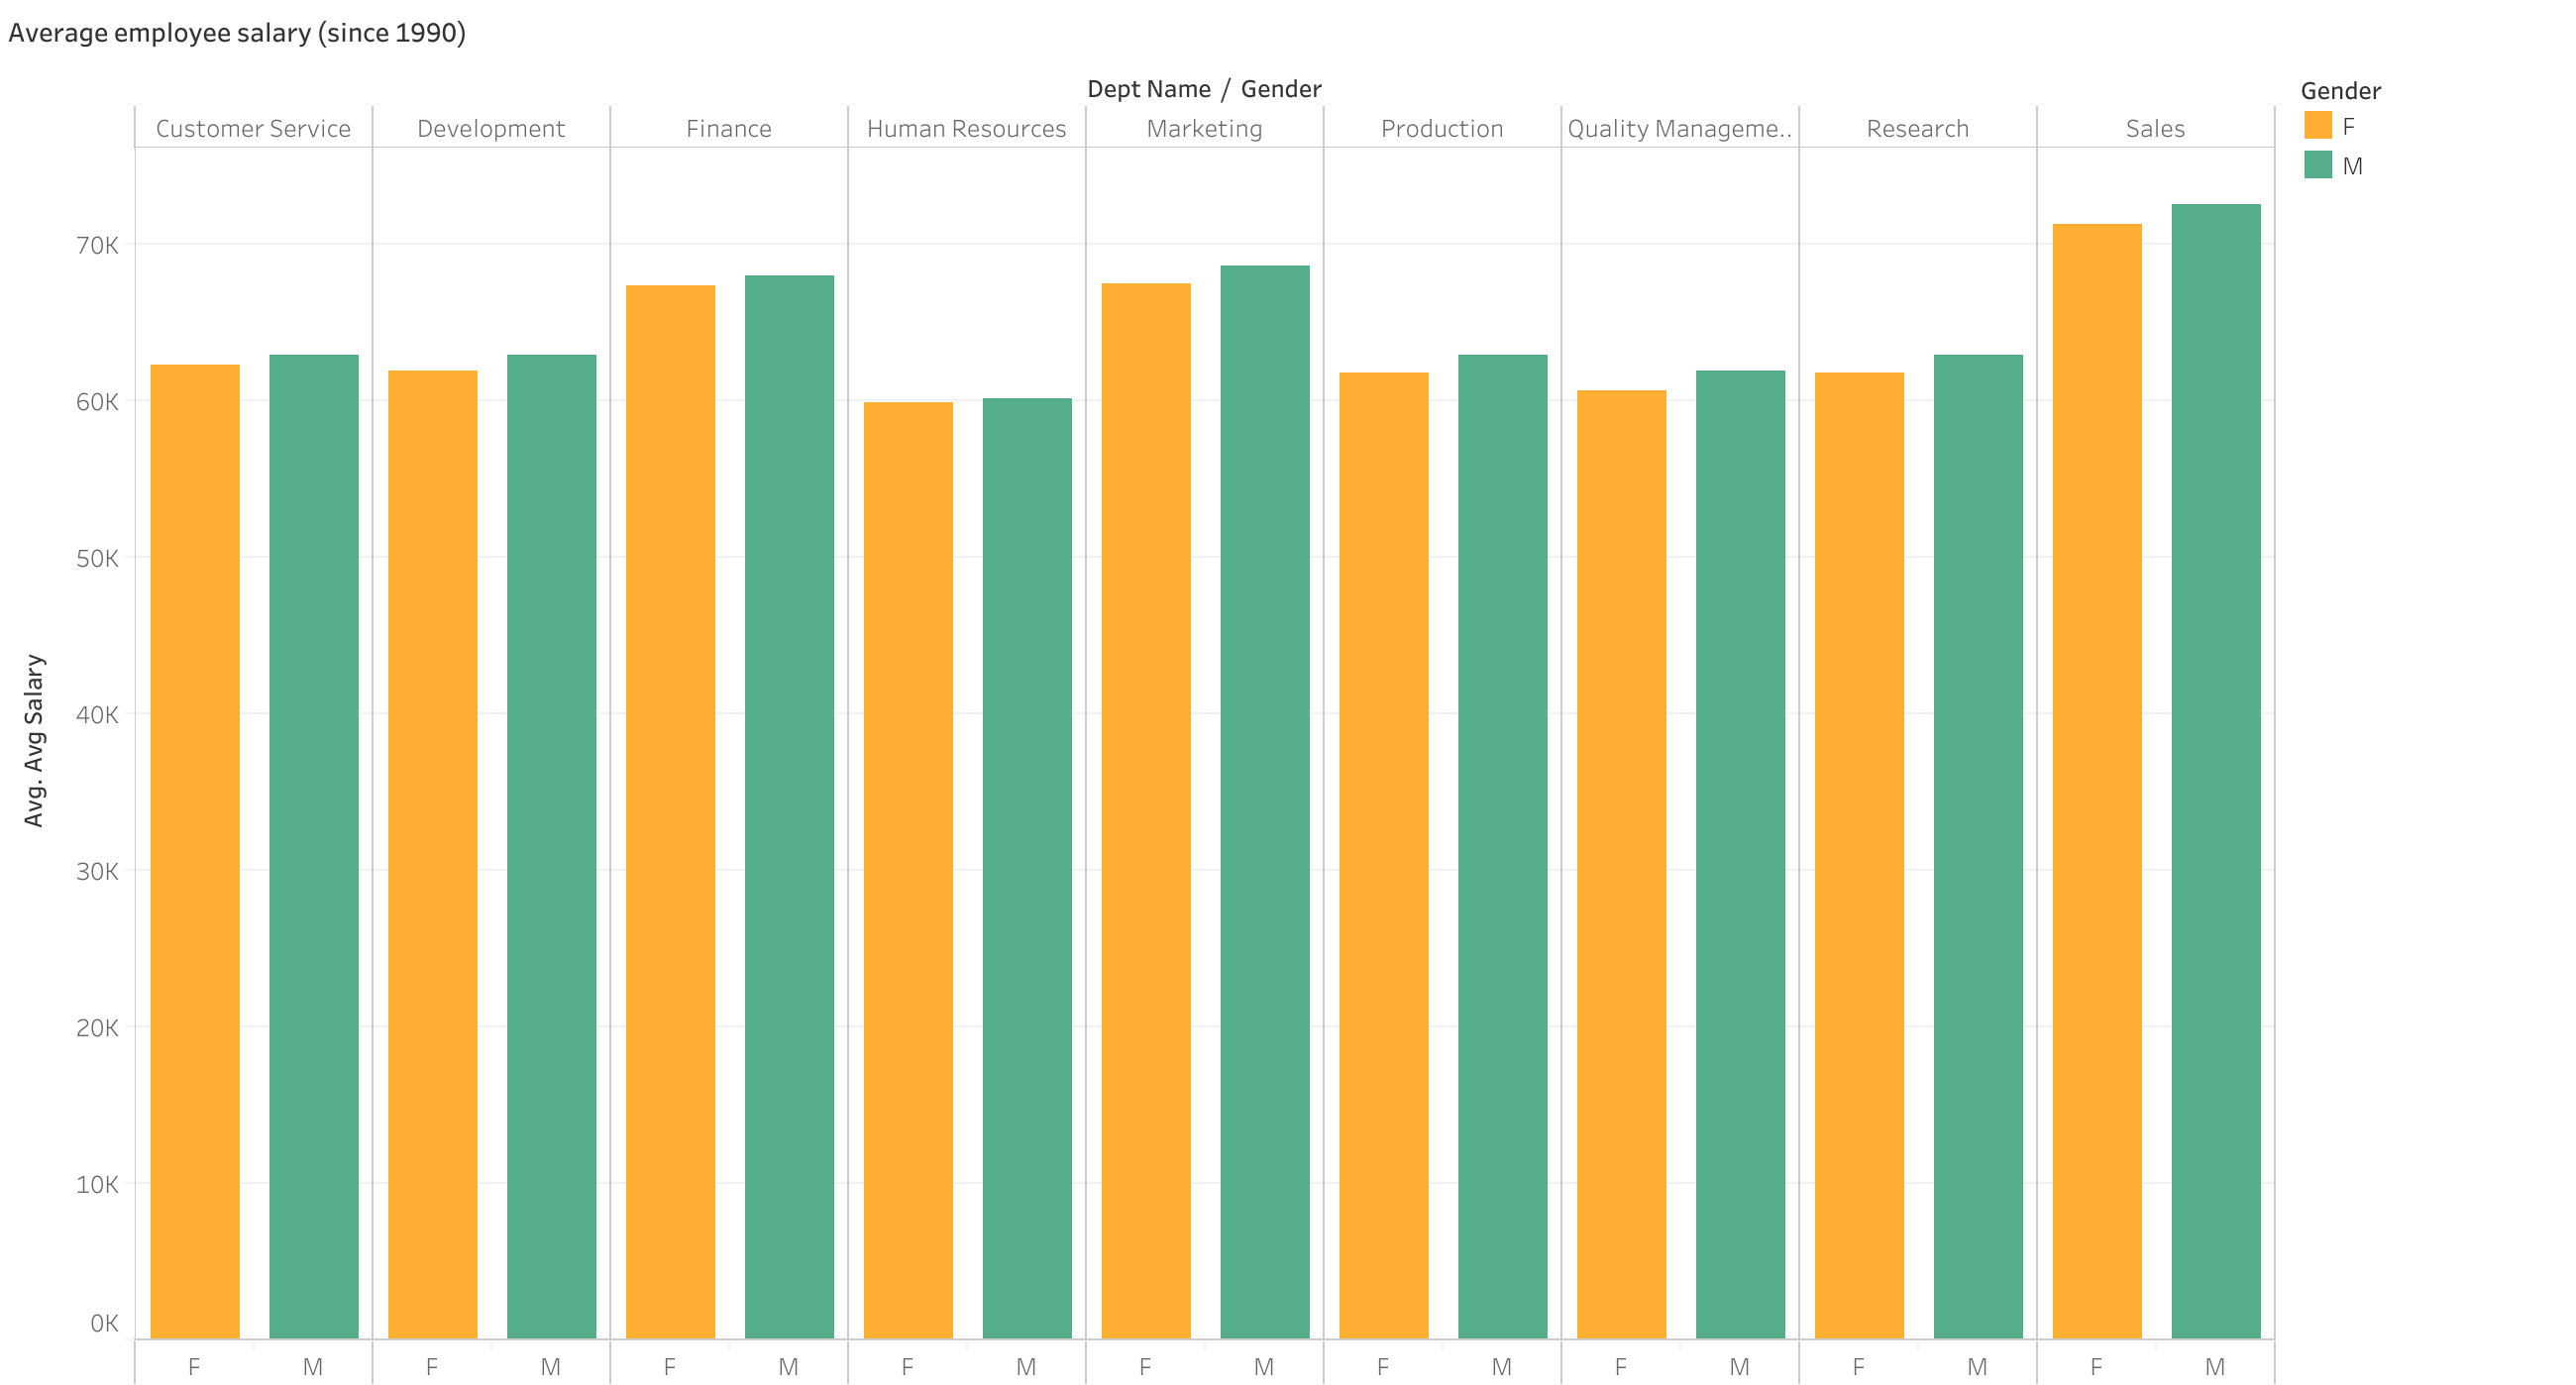 Average employee salary (since 1990)
Dept Name / Gender
Customer Service Development Finance Human Resources Marketing Production Quality Manageme.. Research Sales
Gender
F
M
70K
60K
50K
40K
30K
20K
10K
0K
Avg. Avg Salary
F M F M F M F M F M F M F M F M F M